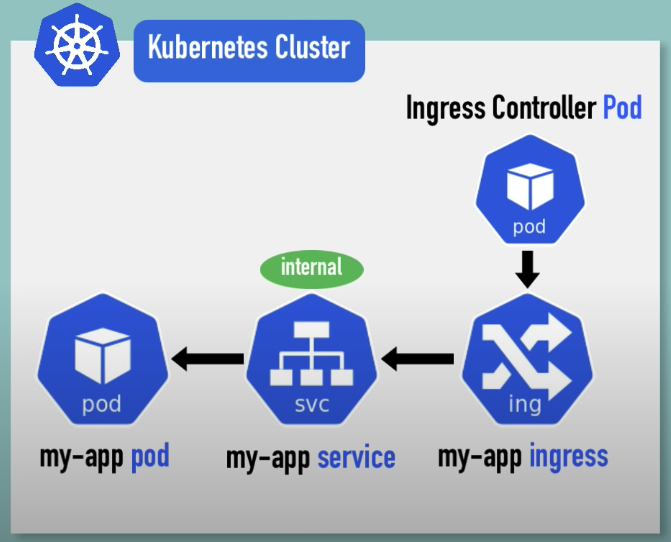 Kubernetes Cluster
Ingress Controller Pod
pod
internal
pod
svc
ing
my-app pod
my-app service
my-app ingress